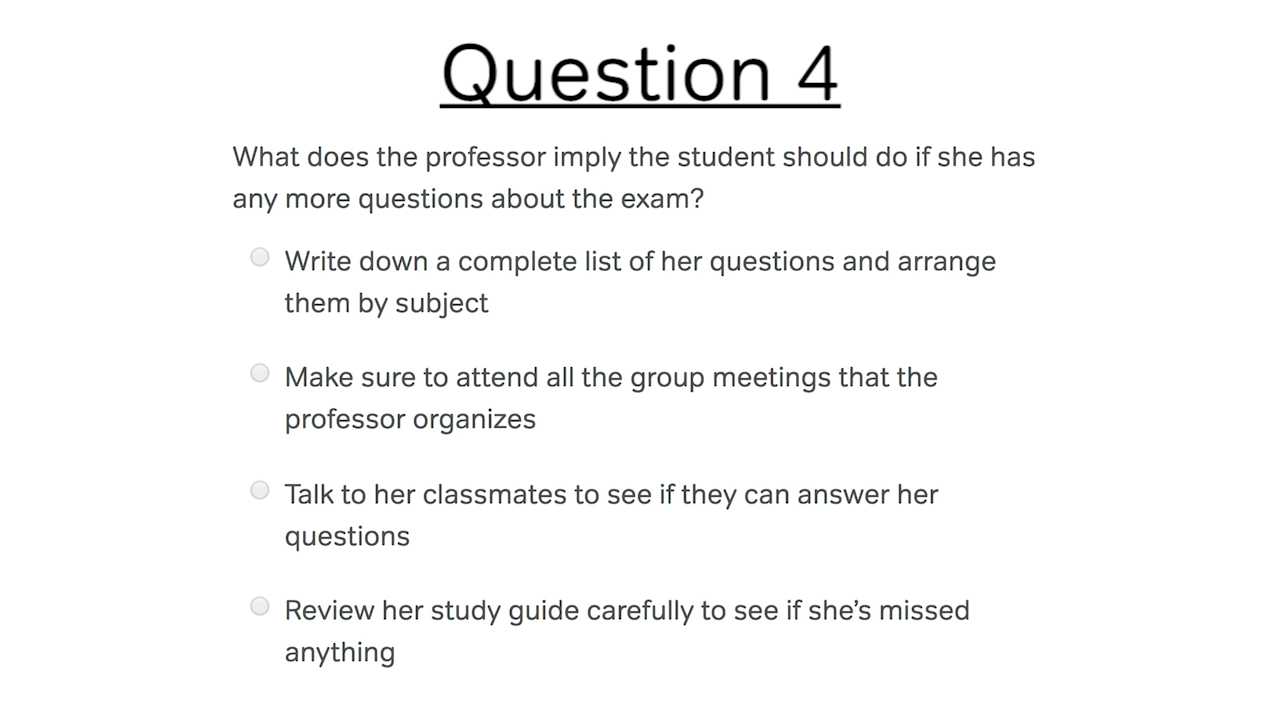 Question 4
What does the professor imply the student should do if she has
any more questions about the exam?
Write down a complete list of her questions and arrange
them by subject
Make sure to attend all the group meetings that the
professor organizes
Talk to her classmates to see if they can answer her
questions
Review her study guide carefully to see if she’s missed
anything